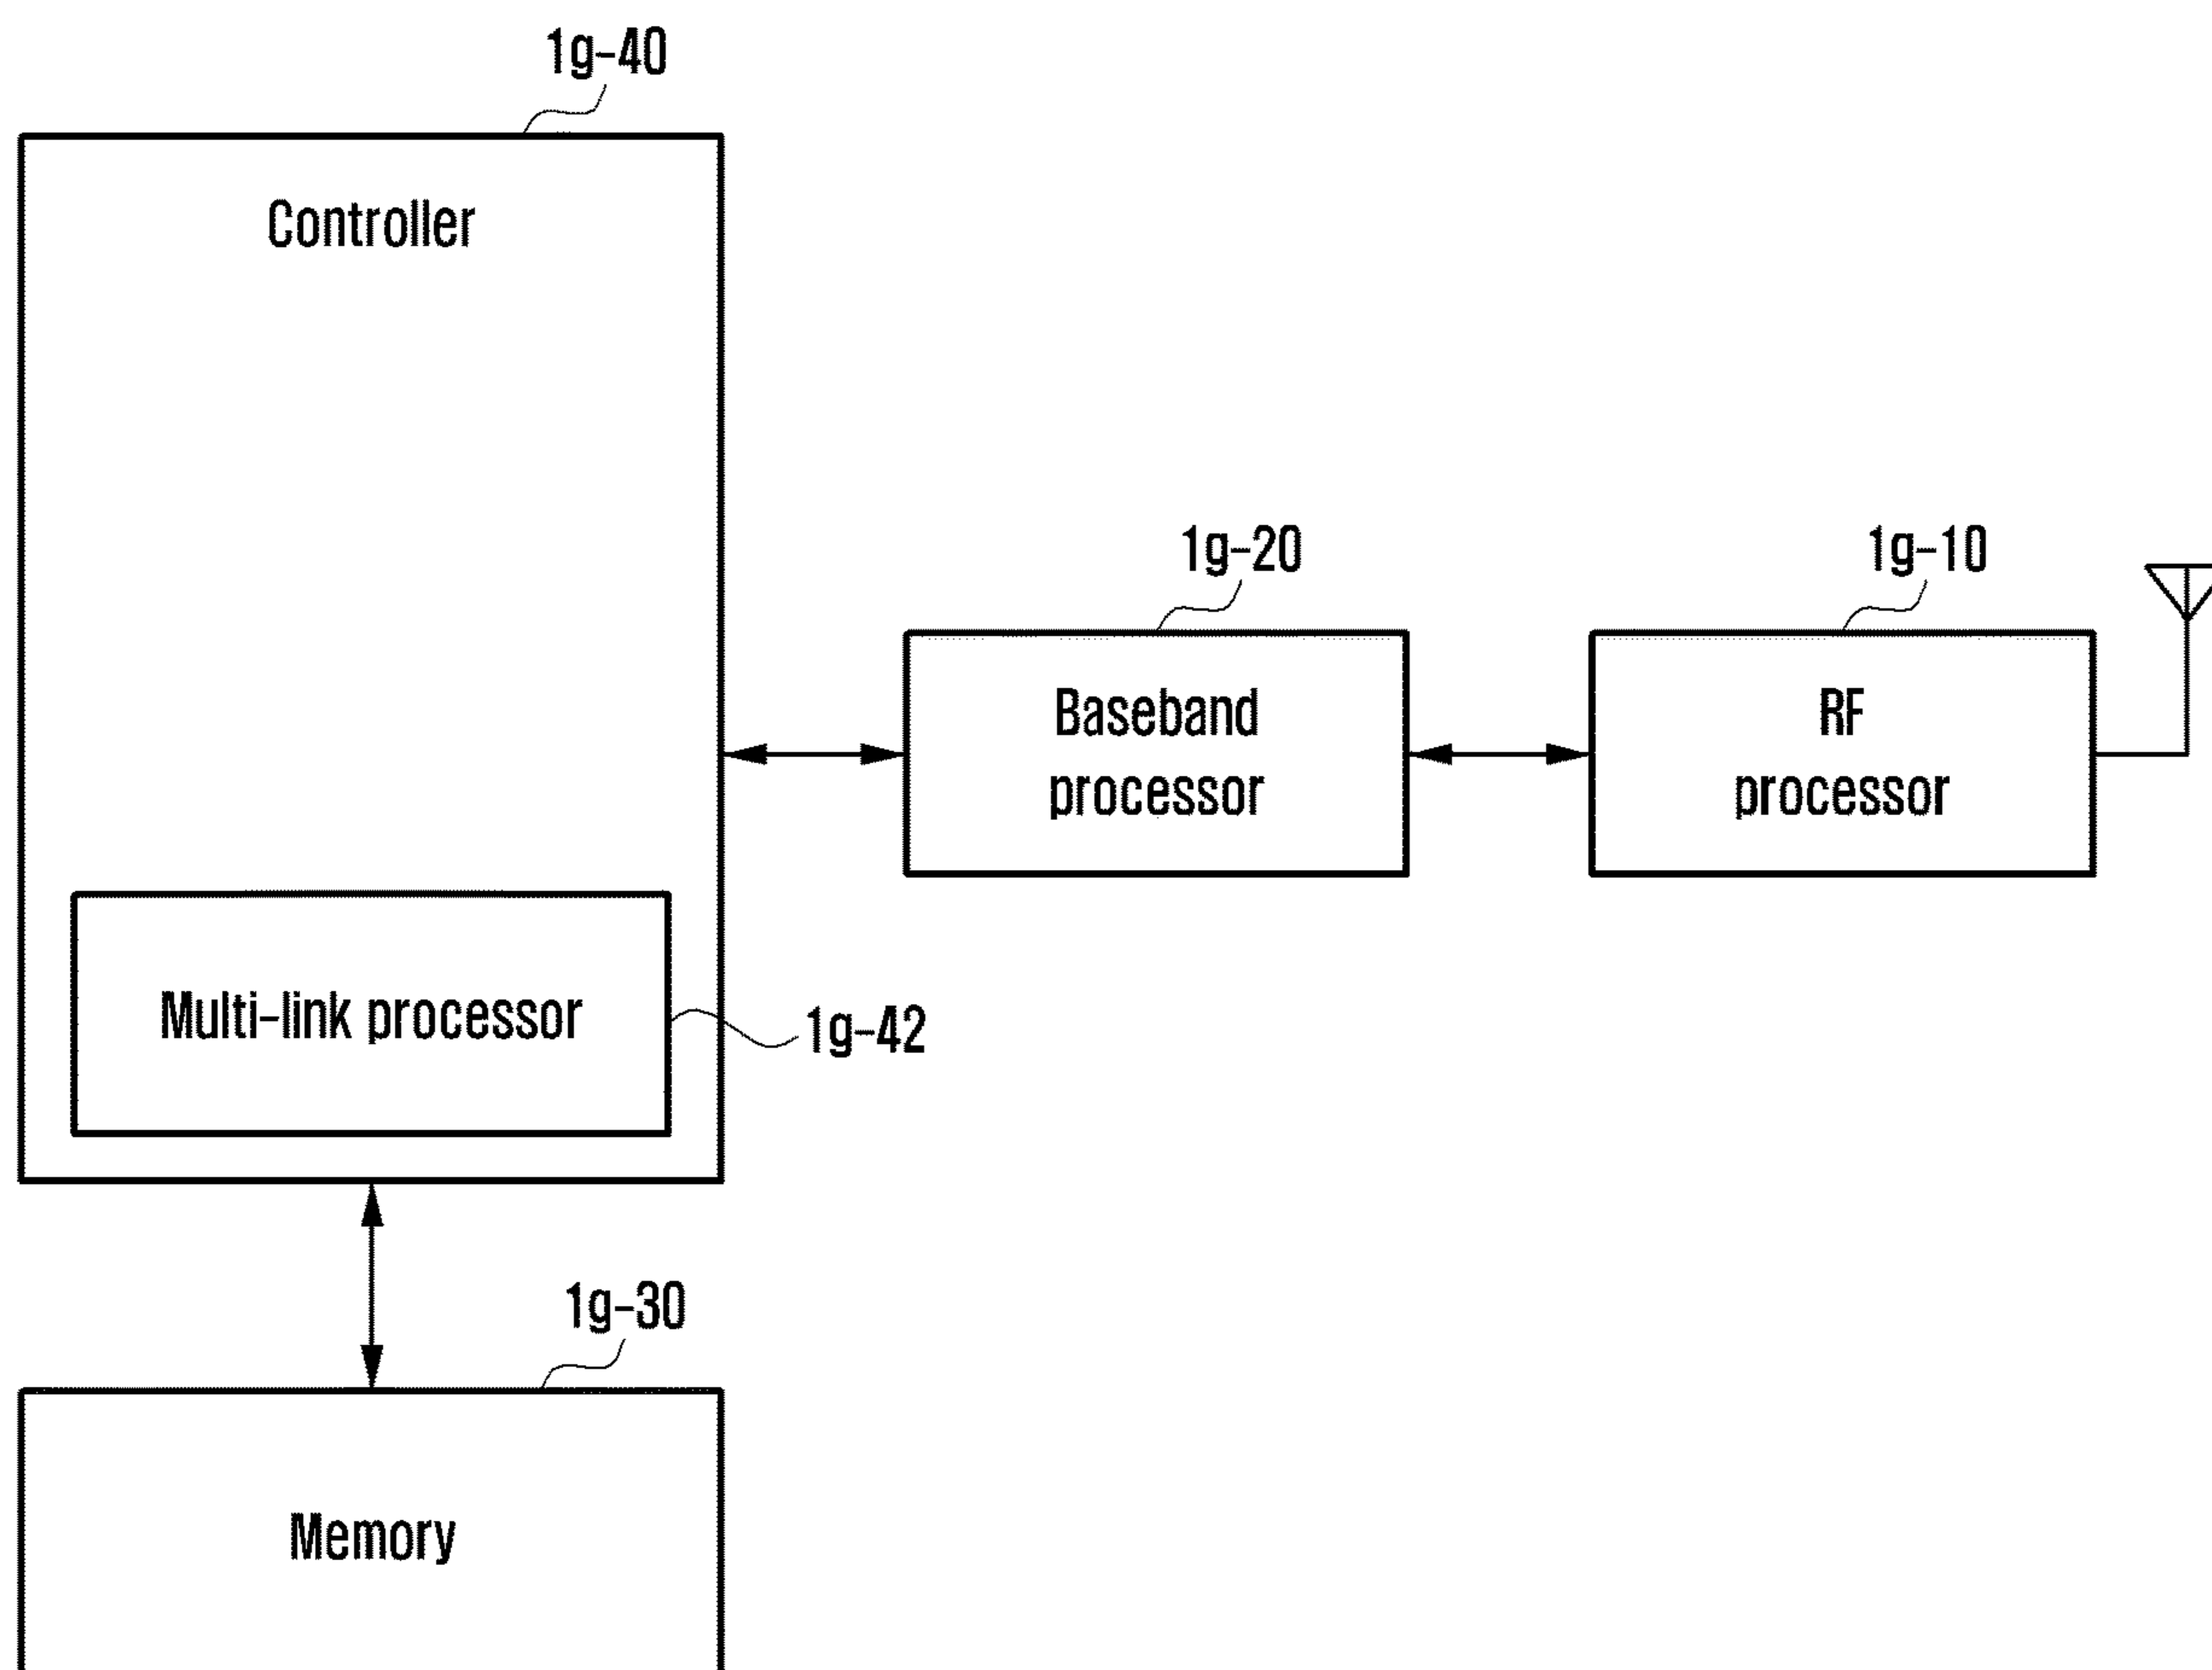 1g-40
Controller
1g-20
1g-10
Baseband
processor
RF
processor
Multi-link processor
1g-42
1g-30
Memory